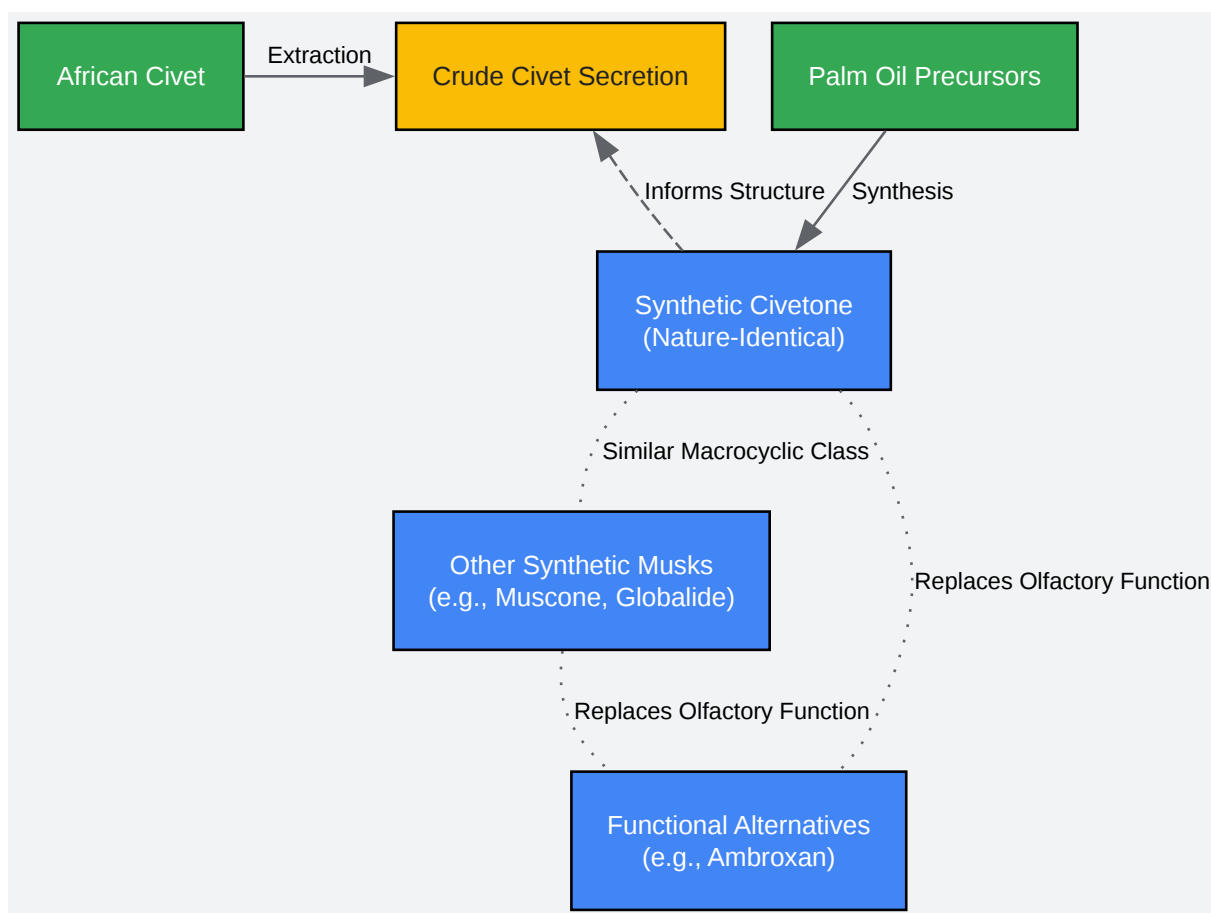 African Civet
Extraction
Crude Civet Secretion
Palm Oil Precursors
Informs Structure
Synthesis
Synthetic Civetone
(Nature-Identical)
Similar Macrocyclic Class
Other Synthetic Musks
(e.g., Muscone, Globalide)
Replaces Olfactory Function
Replaces Olfactory Function
Functional Alternatives
(e.g., Ambroxan)